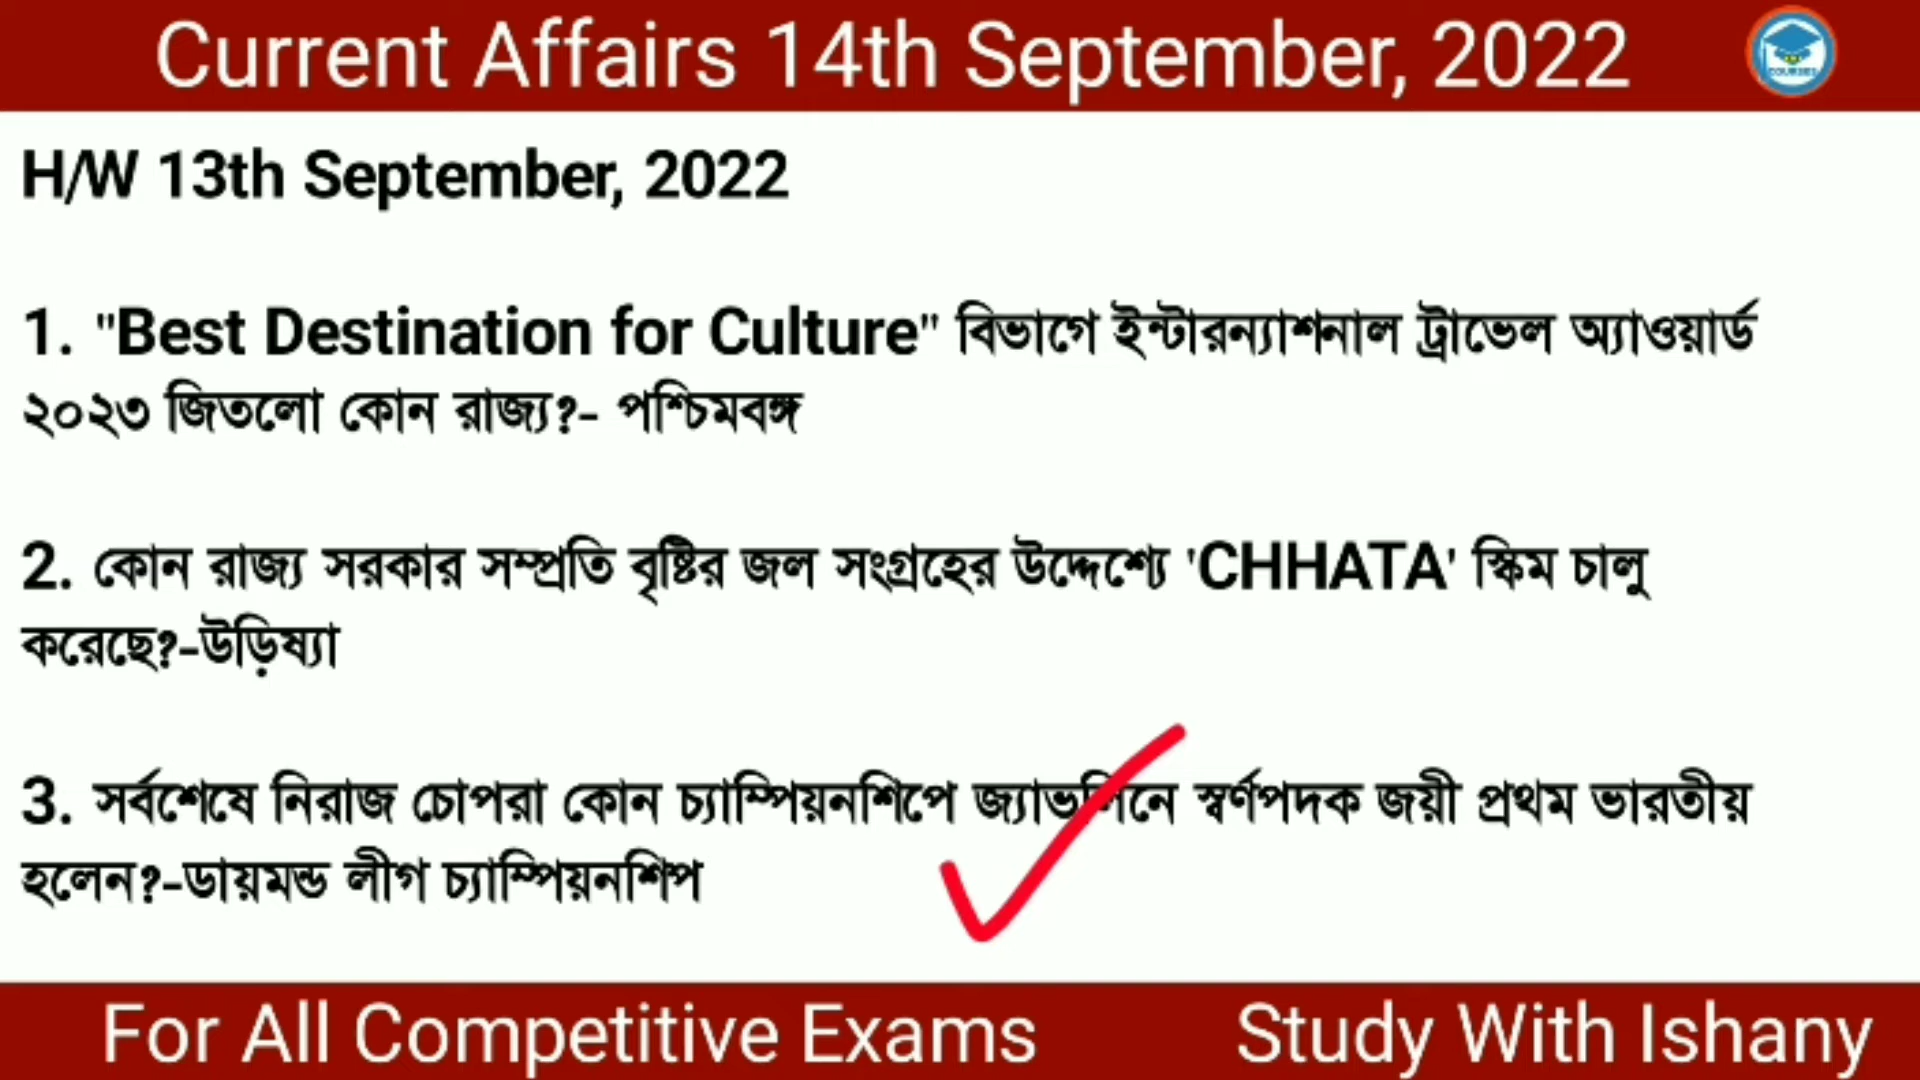 Current Affairs 14th September, 2022
COURSES
H/W 13th September, 2022
1. "Best Destination for Culture" বিভাগে ইন্টারন্যাশনাল ট্রাভেল অ্যাওয়ার্ড
২০২৩ জিতলো কোন রাজ্য?- পশ্চিমবঙ্গ
2. কোন রাজ্য সরকার সম্প্রতি বৃষ্টির জল সংগ্রহের উদ্দেশ্যে 'CHHATA' স্কিম চালু
করেছে?-উড়িষ্যা
3. সর্বশেষে নিরাজ চোপরা কোন চ্যাম্পিয়নশিপে জ্যাভলিনে স্বর্ণপদক জয়ী প্রথম ভারতীয়
হলেন?-ডায়মন্ড লীগ চ্যাম্পিয়নশিপ
For All Competitive Exams Study With Ishany